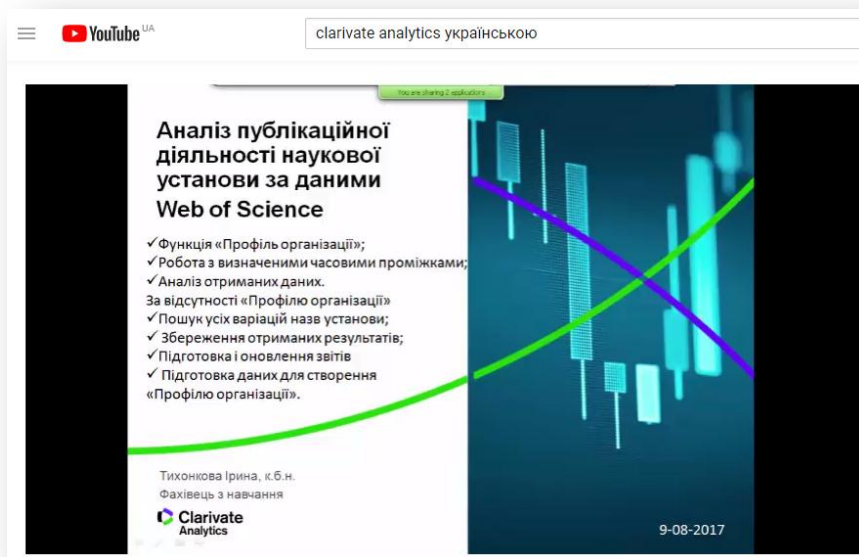 YouTube UA
clarivate analytics українською
You are sharing 2 applications
Аналіз публікаційної
діяльності наукової
установи за даними
Web of Science
✓Функція «Профіль організації»;
✓Робота з визначеними часовими проміжками;
✓Аналіз отриманих даних.
За відсутності «Профілю організації»
✓Пошук усіх варіацій назв установи;
✓ Збереження отриманих результатів;
✓Підготовка і оновлення звітів
✓ Підготовка даних для створення
«Профілю організації».
Тихонкова Ірина, к.б.н.
Фахівець з навчання
Clarivate
Analytics
9-08-2017